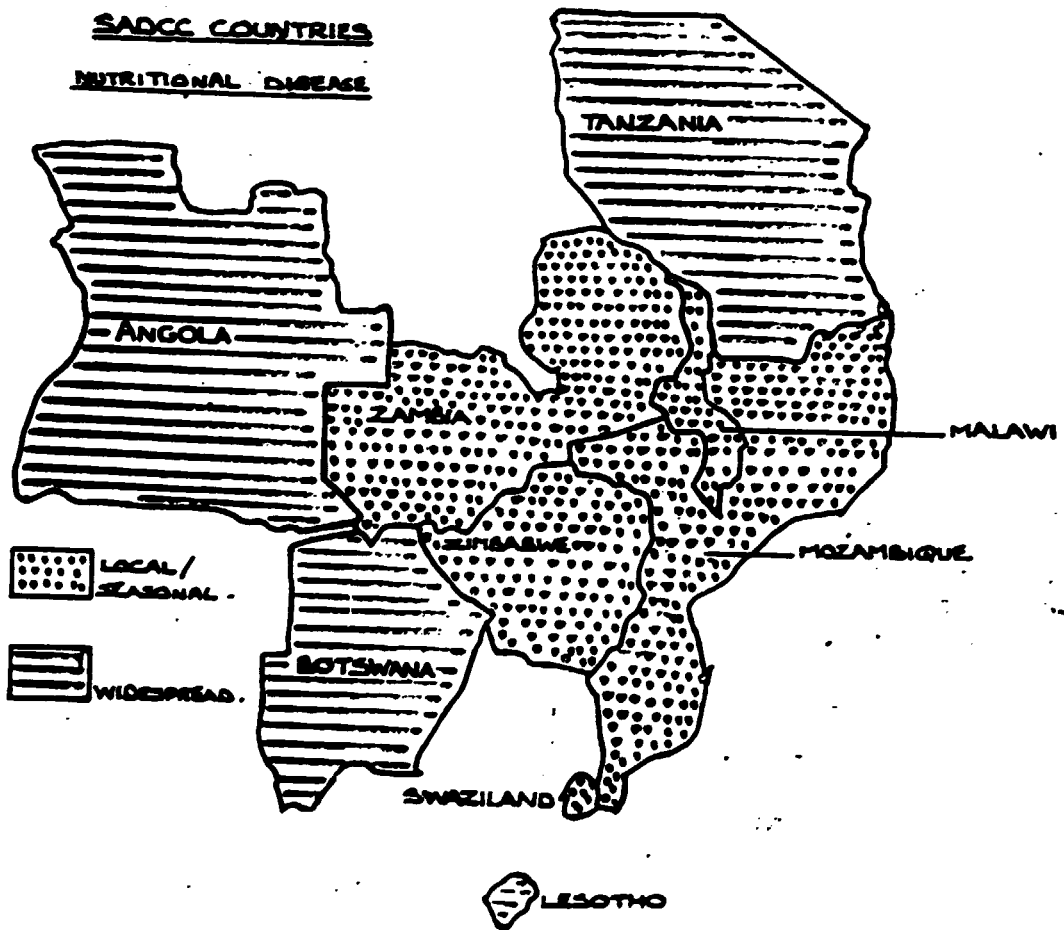 SADCC COUNTRIES
NUTRITIONAL DISEASE
TANZANIA
ANGOLA
ZAMBIA
MALAWI
ZIMBABWE
MOZAMBIQUE
LOCAL/
SEASONAL.
BOTSWANA
WIDESPREAD.
SWAZILAND
LESOTHO